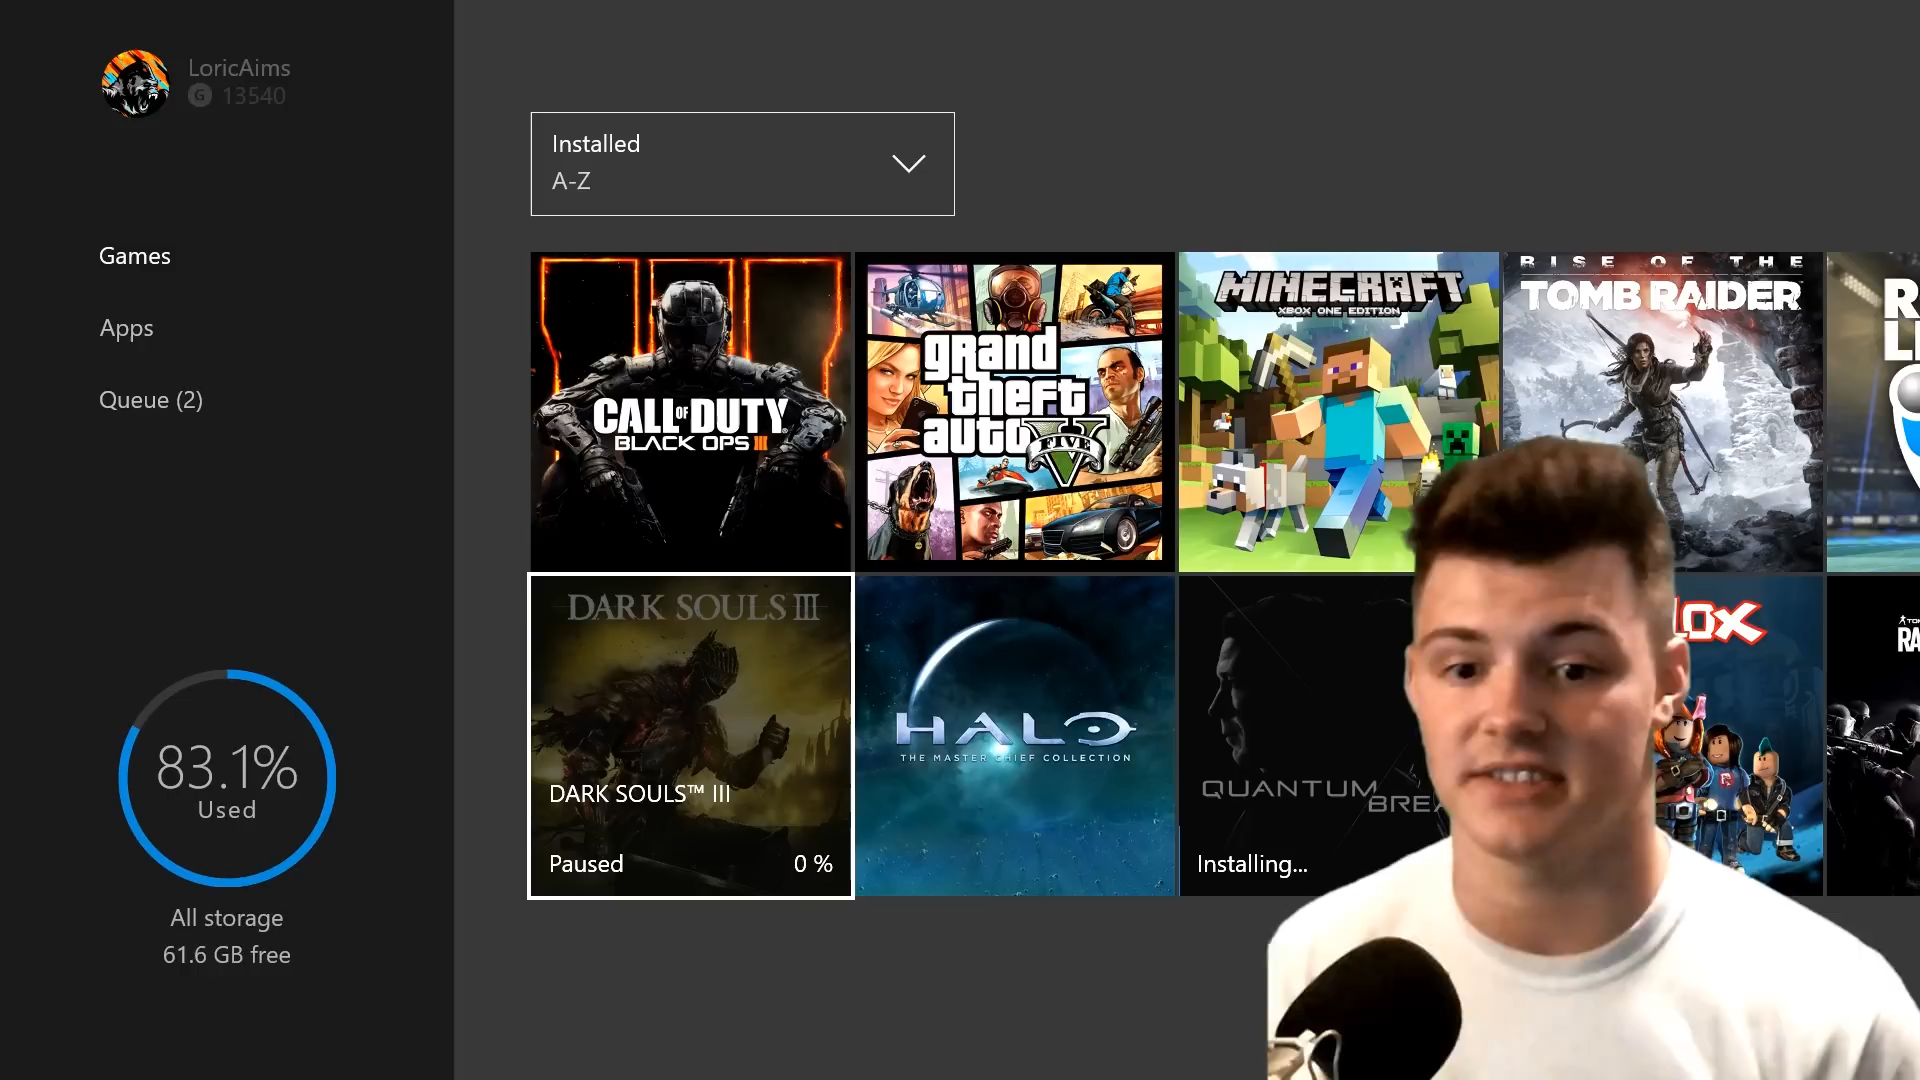 LoricAims
G 13540
Games
Apps
Queue (2)
83.1%
Used
All storage
61.6 GB free
Installed
A-Z
CALL OF DUTY
BLACK OPS III
grand
theft
auto
FIVE
MINECRAFT
XBOX ONE EDITION
RISE OF THE
TOMB RAIDER
DARK SOULS III
DARK SOULS™ III
Paused 0 %
HALO
THE MASTER CHIEF COLLECTION
QUANTUM
BREA
Installing...
LOX